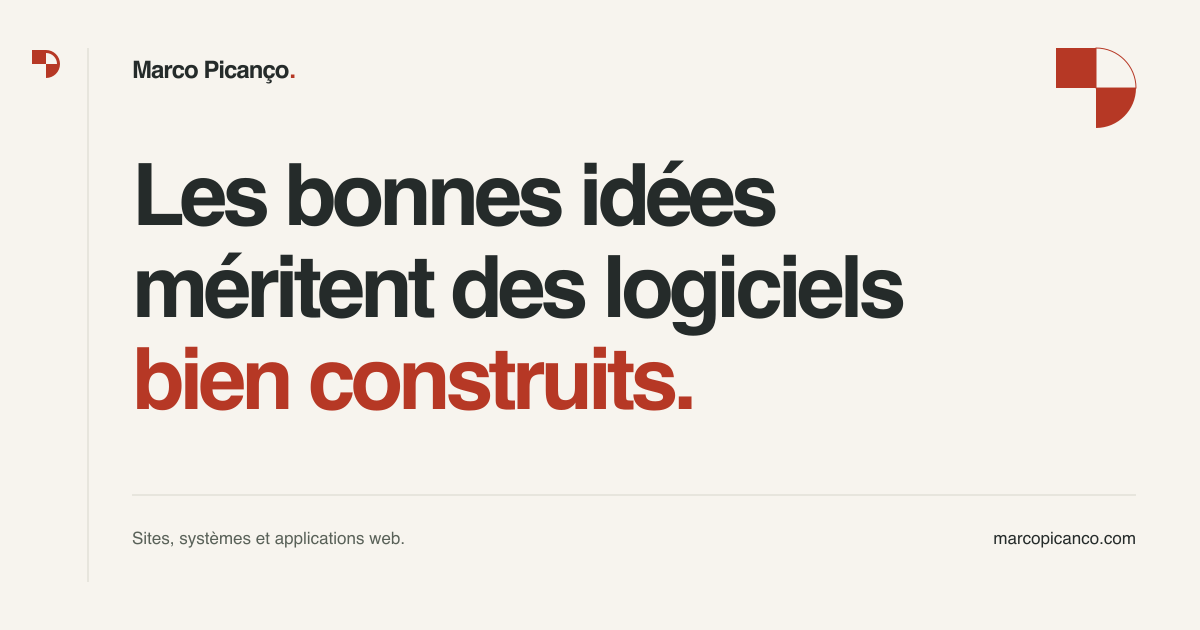 Marco Picanço.
Les bonnes idées
méritent des logiciels
bien construits.
Sites, systèmes et applications web.
marcopicanco.com